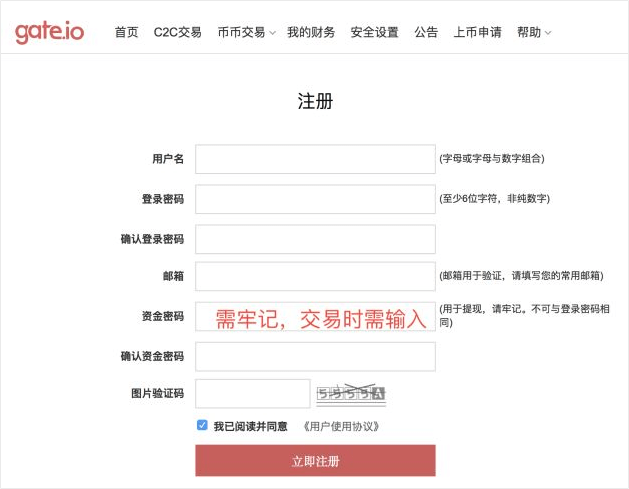 gate.io 首页 C2C交易 币币交易 我的财务 安全设置 公告 上币申请 帮助
注册
用户名 (字母或字母与数字组合)
登录密码 (至少6位字符，非纯数字)
确认登录密码
邮箱 (邮箱用于验证，请填写您的常用邮箱)
资金密码 需牢记，交易时需输入 (用于提现，请牢记。不可与登录密码相
同)
确认资金密码
图片验证码 5555A
我已阅读并同意 《用户使用协议》
立即注册